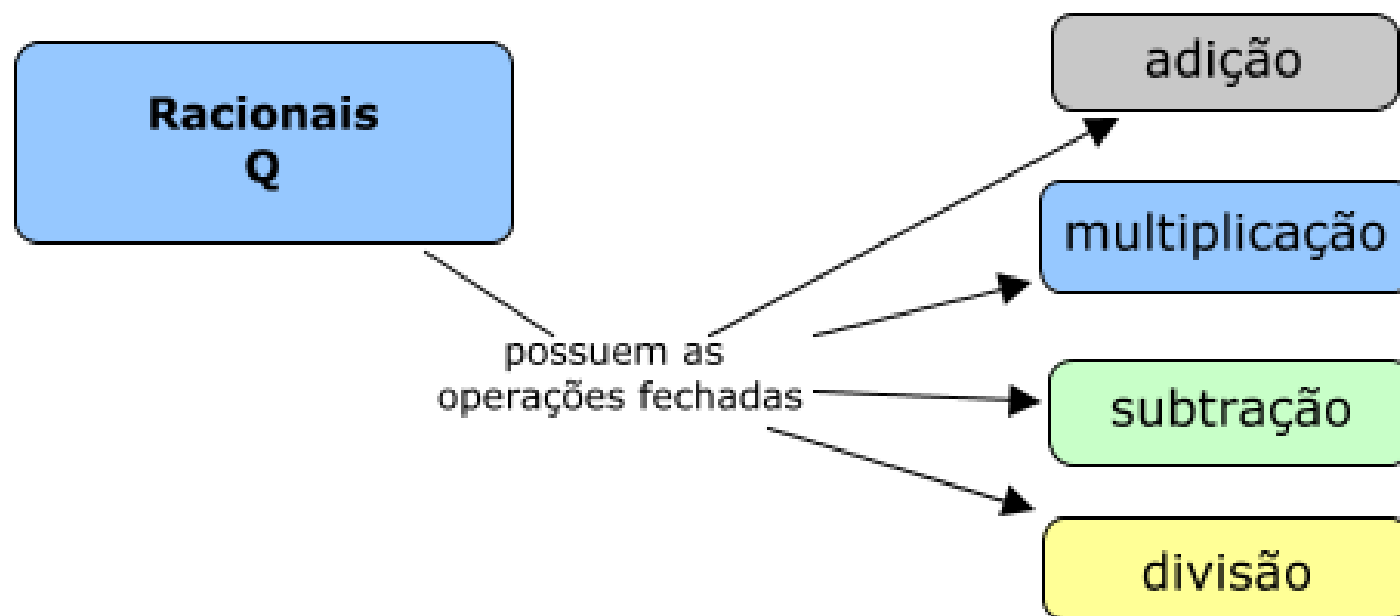 Racionais
Q
possuem as
operações fechadas
adição
multiplicação
subtração
divisão